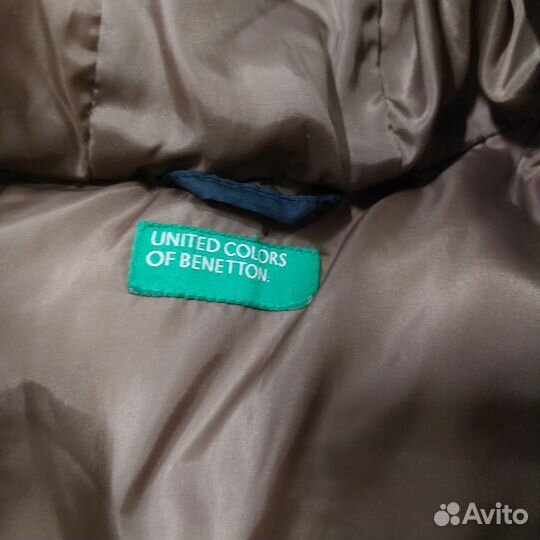 UNITED COLORS
OF BENETTON.
Avito